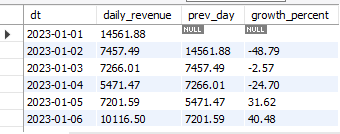 dt daily_revenue prev_day growth_percent
2023-01-01 14561.88 NULL NULL
2023-01-02 7457.49 14561.88 -48.79
2023-01-03 7266.01 7457.49 -2.57
2023-01-04 5471.47 7266.01 -24.70
2023-01-05 7201.59 5471.47 31.62
2023-01-06 10116.50 7201.59 40.48